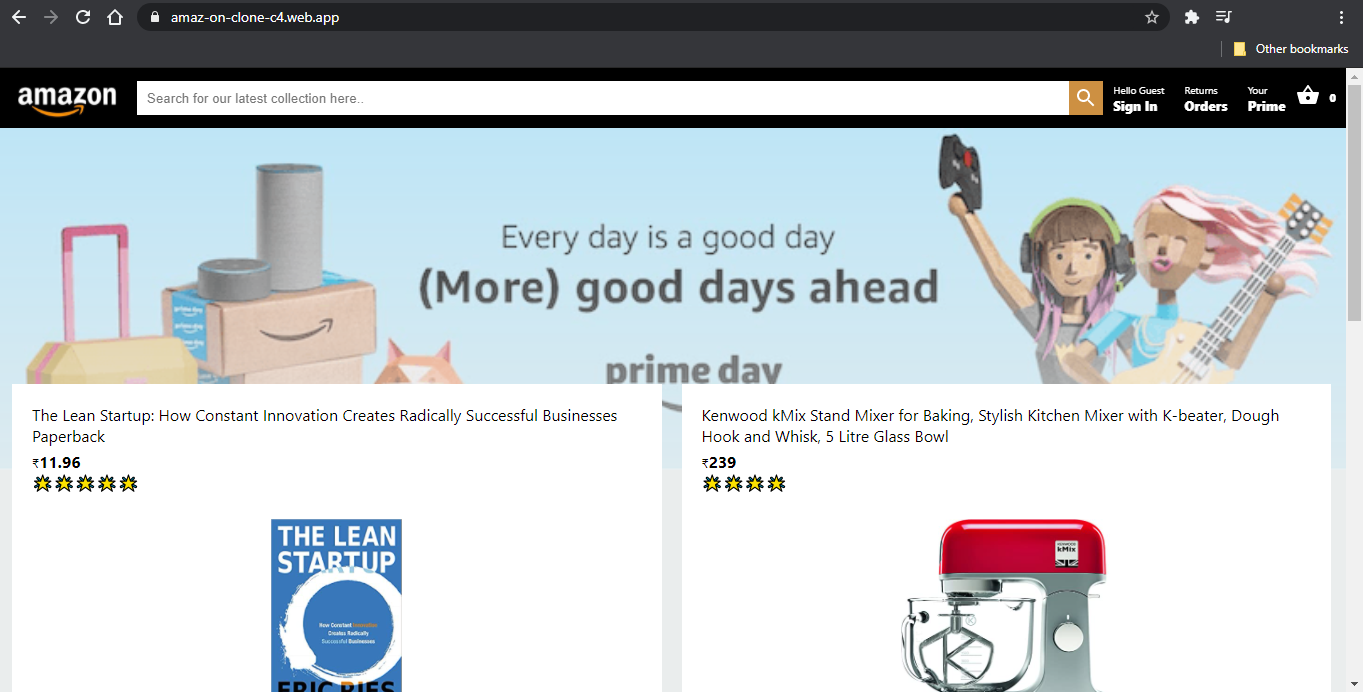 amaz-on-clone-c4.web.app
Other bookmarks
amazon
Search for our latest collection here..
Hello Guest
Sign In
Returns
Orders
Your
Prime
0
Every day is a good day
(More) good days ahead
prime day
prime day
prime day
The Lean Startup: How Constant Innovation Creates Radically Successful Businesses
Paperback
₹11.96
THE LEAN
STARTUP
How Constant Innovation
Creates Radically
Successful Businesses
ERIC RIES
Kenwood kMix Stand Mixer for Baking, Stylish Kitchen Mixer with K-beater, Dough
Hook and Whisk, 5 Litre Glass Bowl
₹239
KENWOOD
kMix